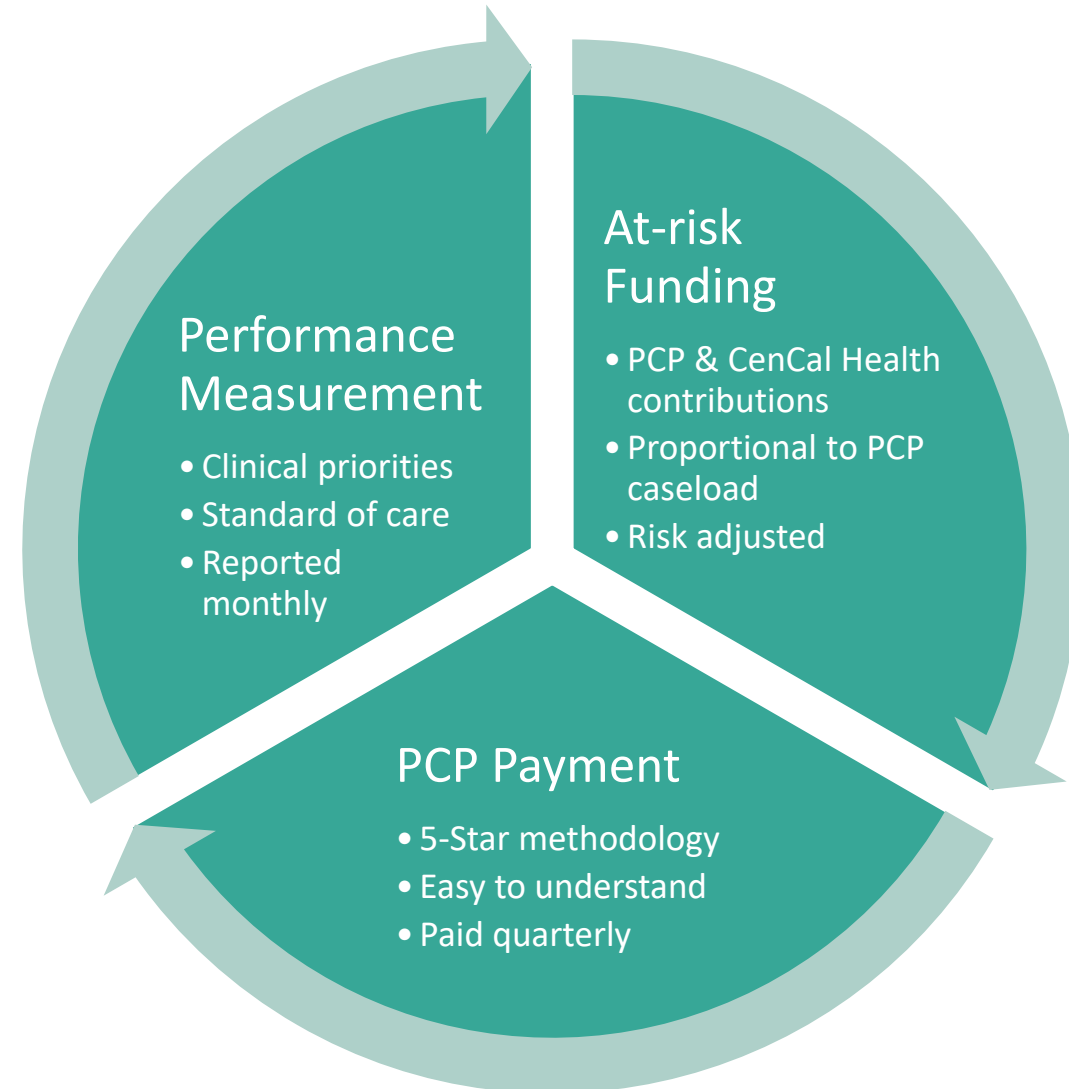 At-risk
Funding
• PCP & CenCal Health
contributions
• Proportional to PCP
caseload
• Risk adjusted
PCP Payment
• 5-Star methodology
• Easy to understand
• Paid quarterly
Performance
Measurement
• Clinical priorities
• Standard of care
• Reported
monthly